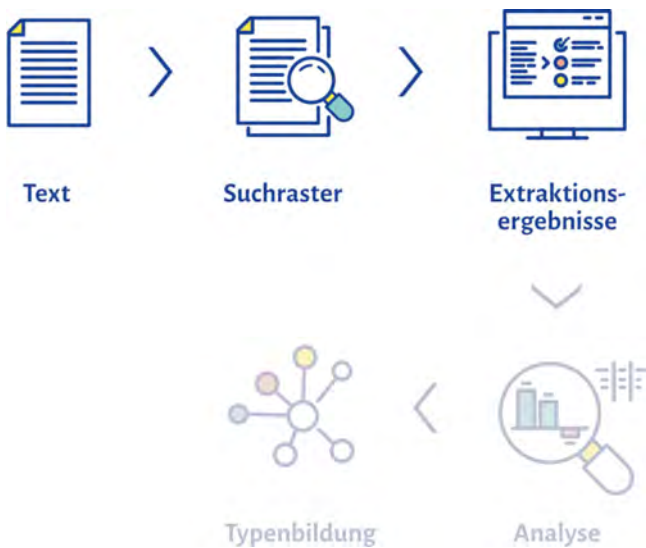 Text
Suchraster
Extraktions-
ergebnisse
Typenbildung
Analyse